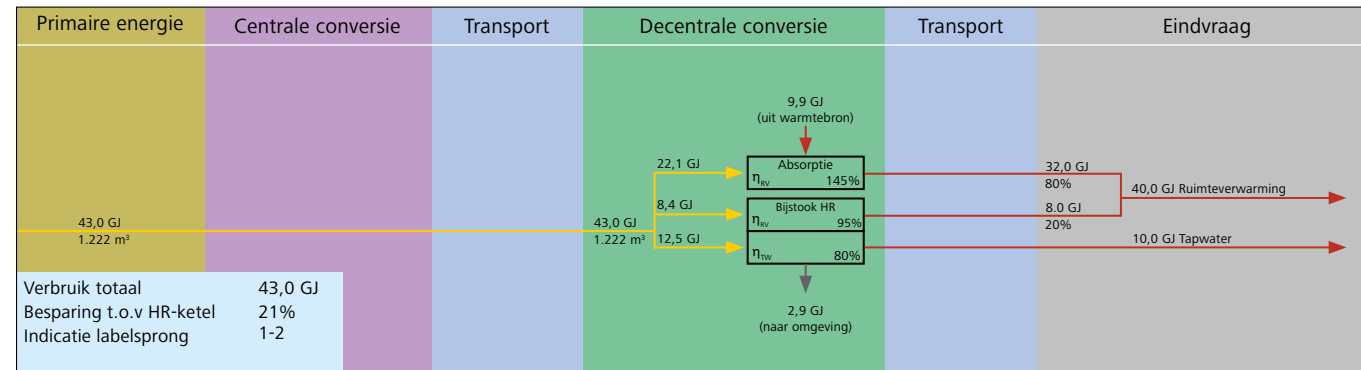 Primaire energie
Centrale conversie
Transport
Decentrale conversie
Transport
Eindvraag
9,9 GJ
(uit warmtebron)
22,1 GJ
Absorptie
ηRV 145%
32,0 GJ
80%
40,0 GJ Ruimteverwarming
8,4 GJ
Bijstook HR
ηRV 95%
8.0 GJ
20%
43,0 GJ
1.222 m³
43,0 GJ
1.222 m³
12,5 GJ
ηTW 80%
10,0 GJ Tapwater
2,9 GJ
(naar omgeving)
Verbruik totaal 43,0 GJ
Besparing t.o.v HR-ketel 21%
Indicatie labelsprong 1-2